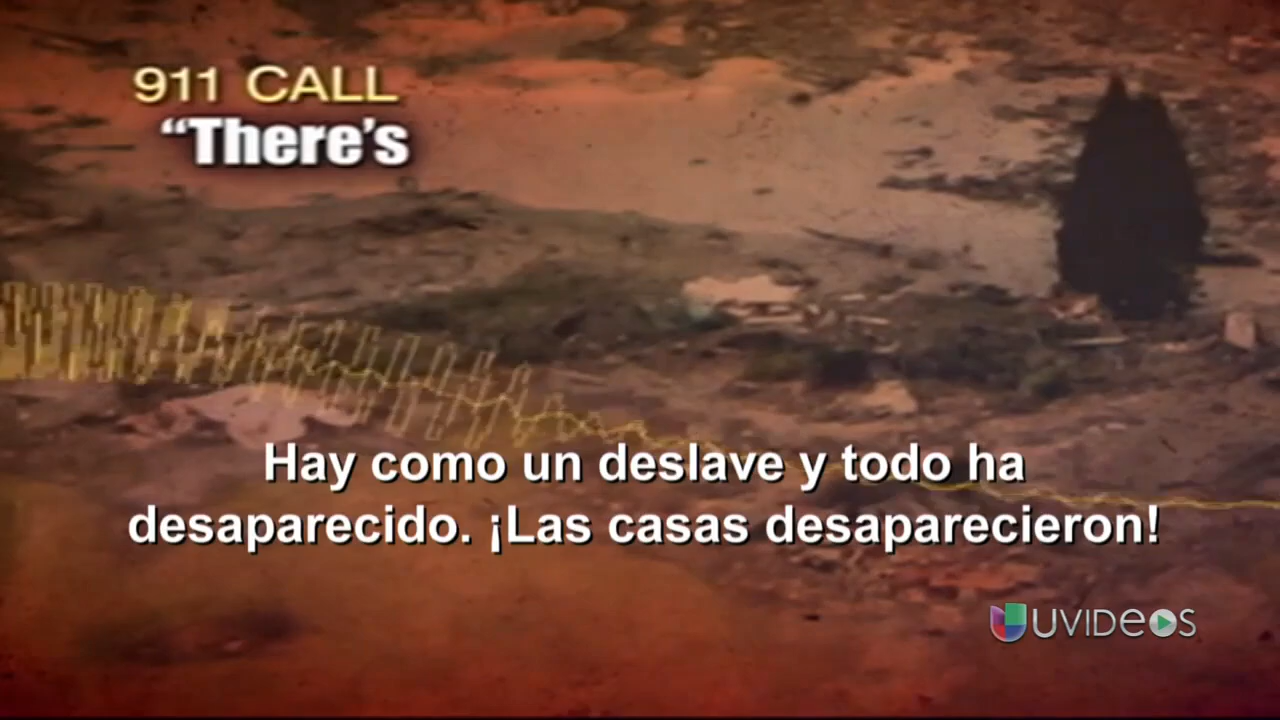 911 CALL
“There’s
Hay como un deslave y todo ha
desaparecido. ¡Las casas desaparecieron!
UVIDEOS